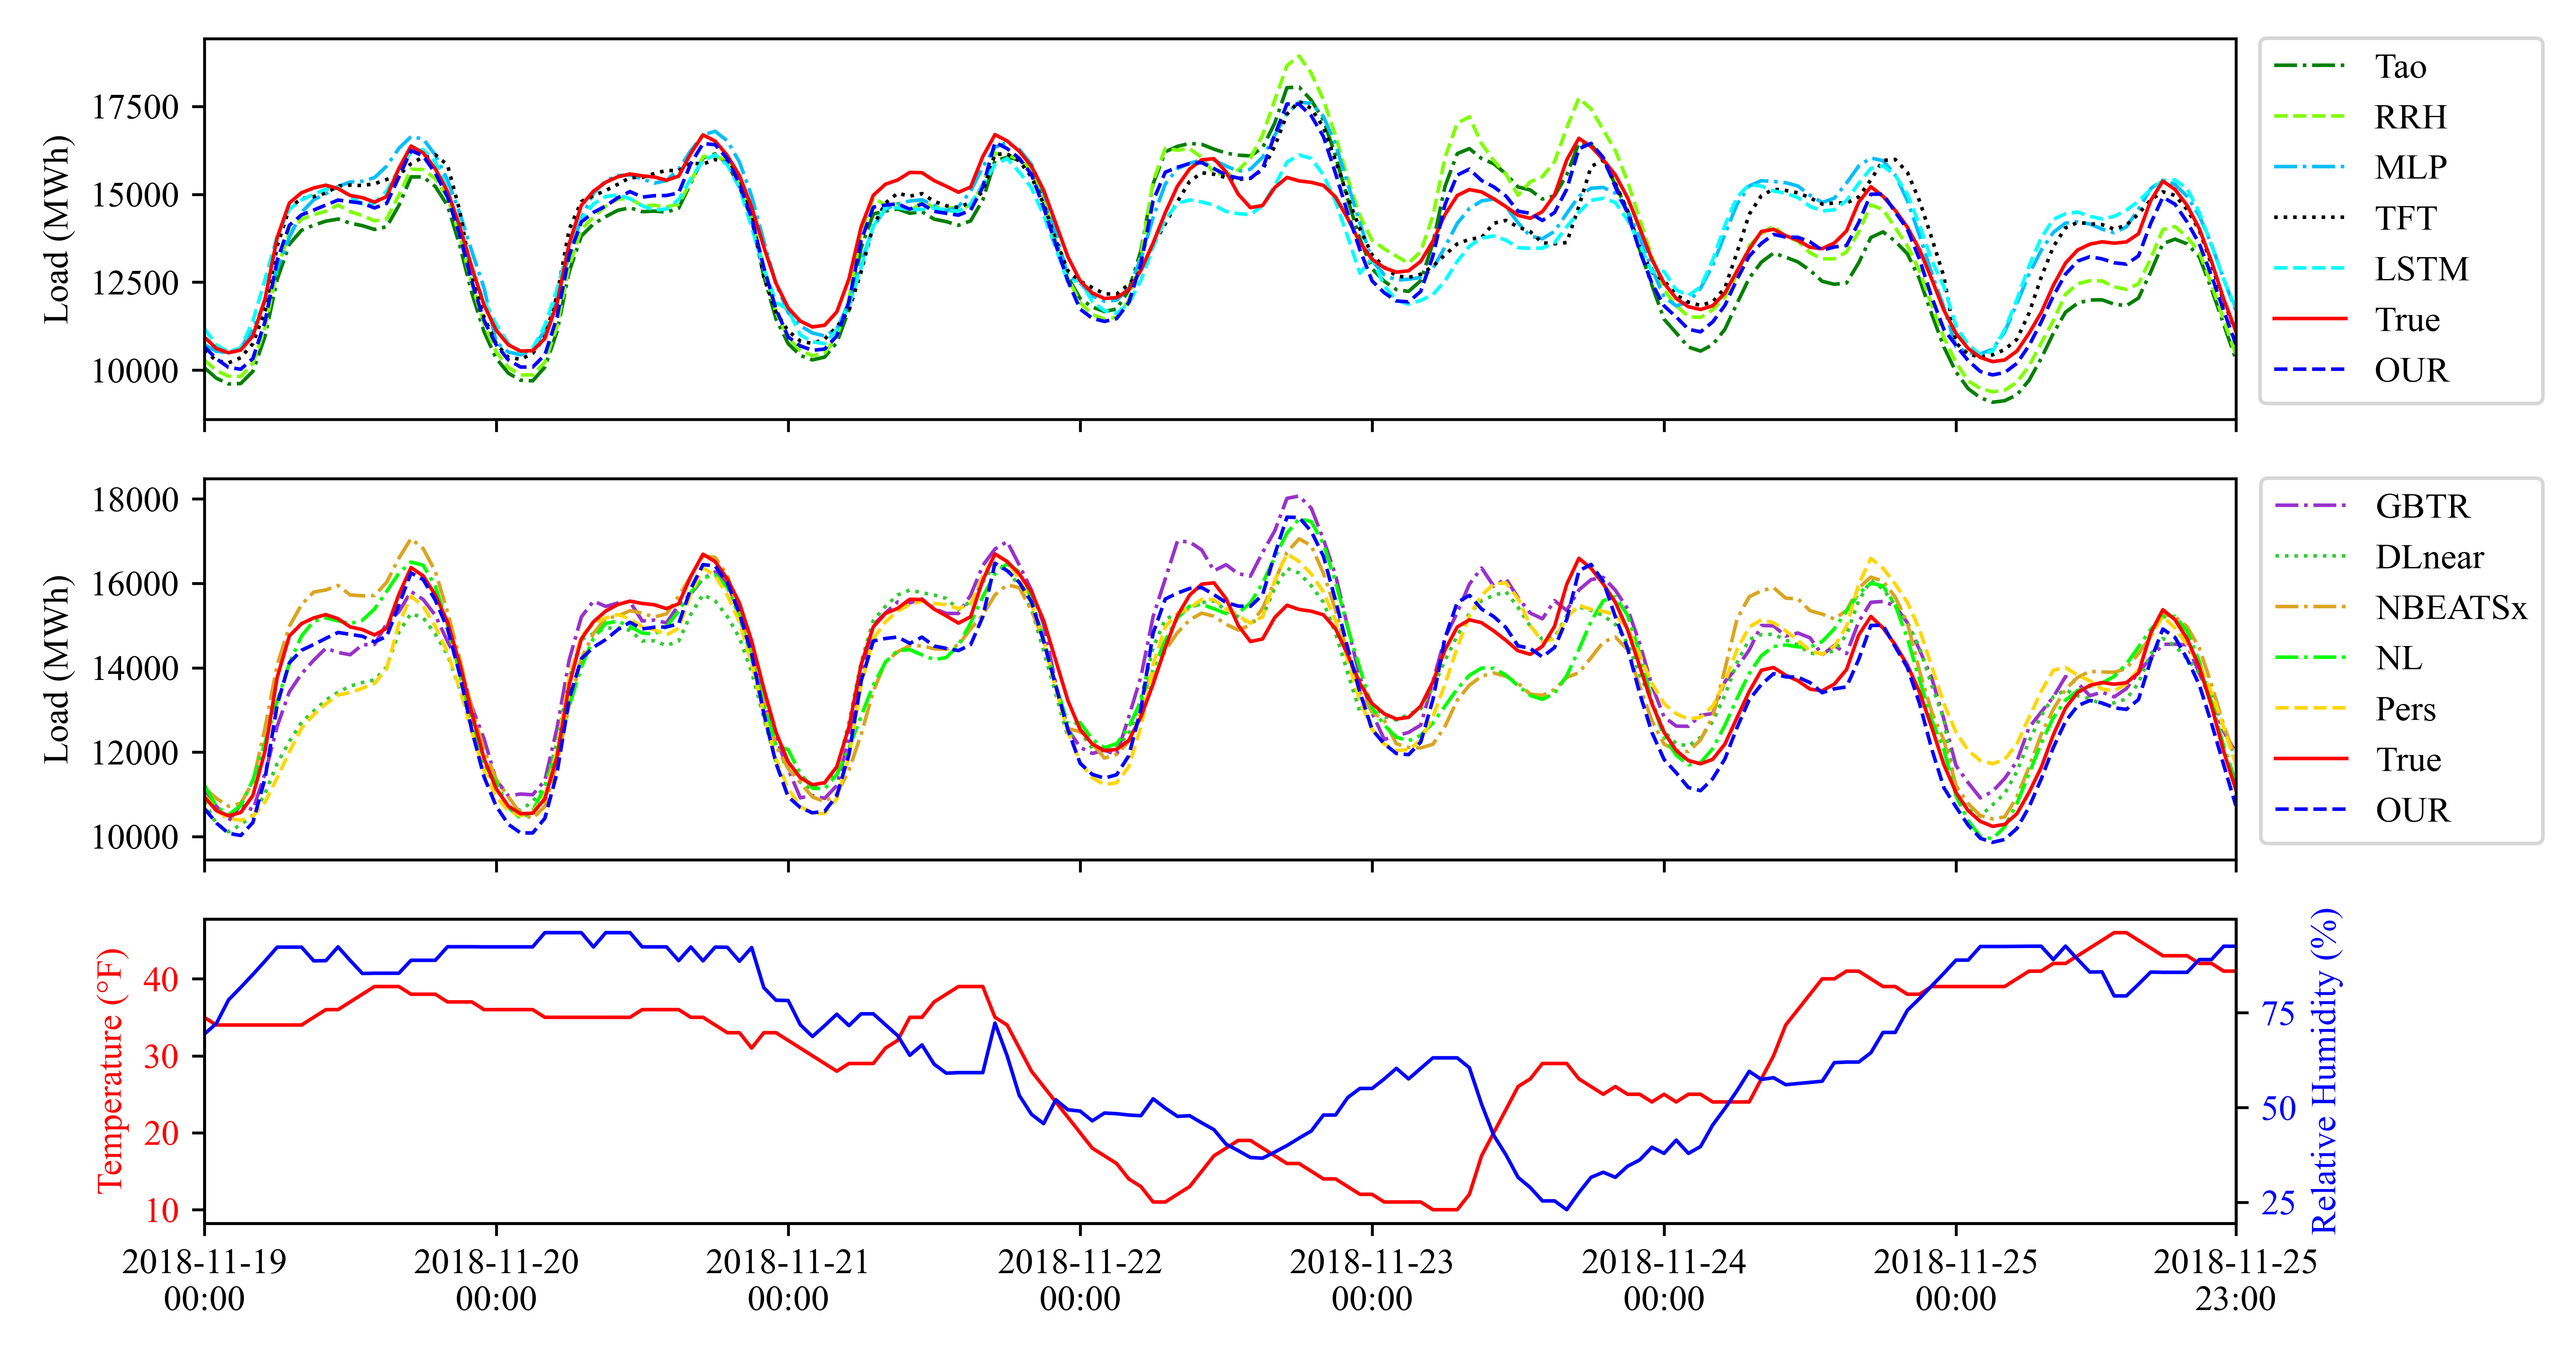 Load (MWh)
17500
15000
12500
10000
Tao
RRH
MLP
TFT
LSTM
True
OUR
Load (MWh)
18000
16000
14000
12000
10000
GBTR
DLnear
NBEATSx
NL
Pers
True
OUR
Temperature (°F)
40
30
20
10
75
50
25
Relative Humidity (%)
2018-11-19
00:00
2018-11-20
00:00
2018-11-21
00:00
2018-11-22
00:00
2018-11-23
00:00
2018-11-24
00:00
2018-11-25
00:00
2018-11-25
23:00